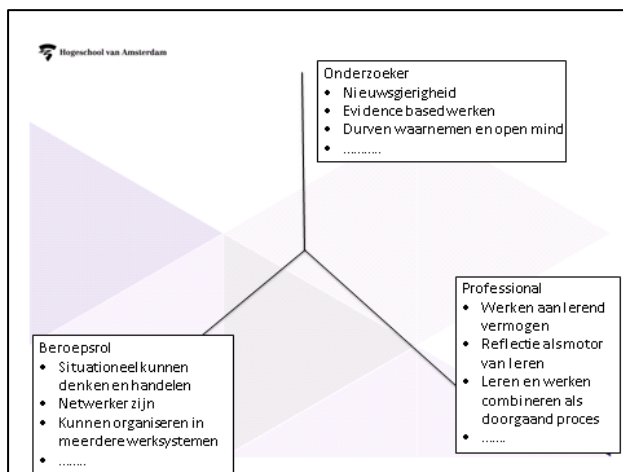 Hogeschool van Amsterdam
Onderzoeker
• Nieuwsgierigheid
• Evidence based werken
• Durven waarnemen en open mind
• ...........
Professional
• Werken aan lerend
vermogen
• Reflectie als motor
van leren
• Leren en werken
combineren als
doorgaand proces
• .......
Beroepsrol
• Situationeel kunnen
denken en handelen
• Netwerker zijn
• Kunnen organiseren in
meerdere werksystemen
• ........